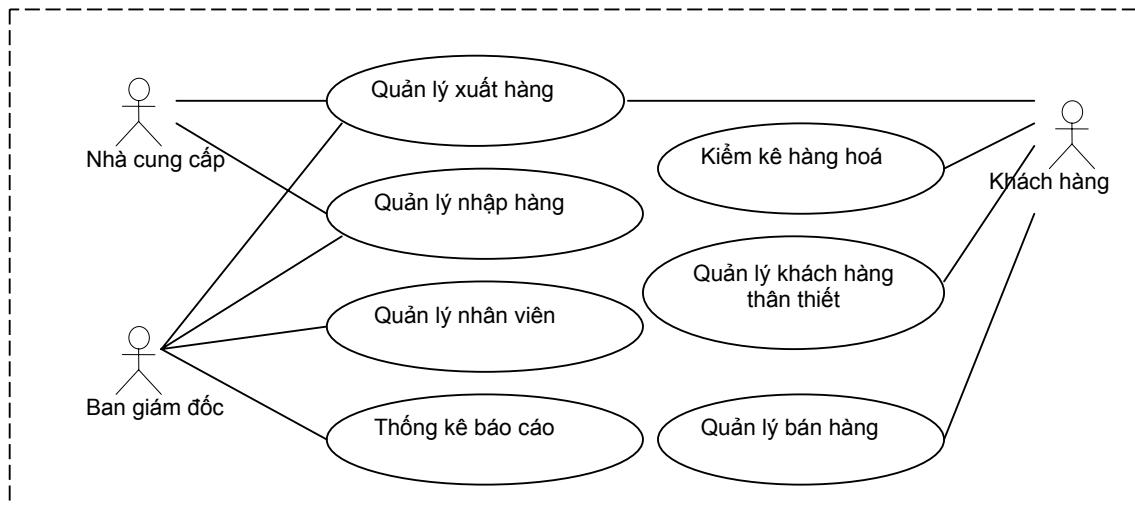 Quản lý xuất hàng
Nhà cung cấp
Kiểm kê hàng hoá
Khách hàng
Quản lý nhập hàng
Quản lý khách hàng
thân thiết
Quản lý nhân viên
Ban giám đốc
Thống kê báo cáo
Quản lý bán hàng